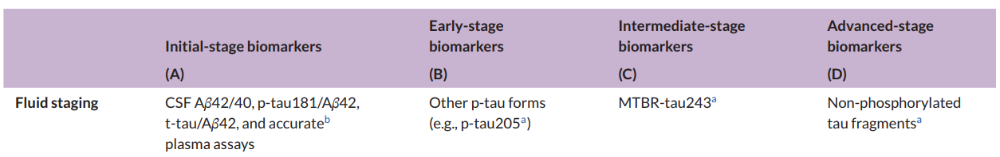 Initial-stage biomarkers
(A)
Early-stage
biomarkers
(B)
Intermediate-stage
biomarkers
(C)
Advanced-stage
biomarkers
(D)
Fluid staging
CSF Aβ42/40, p-tau181/Aβ42,
t-tau/Aβ42, and accurateᵇ
plasma assays
Other p-tau forms
(e.g., p-tau205ᵃ)
MTBR-tau243ᵃ
Non-phosphorylated
tau fragmentsᵃ